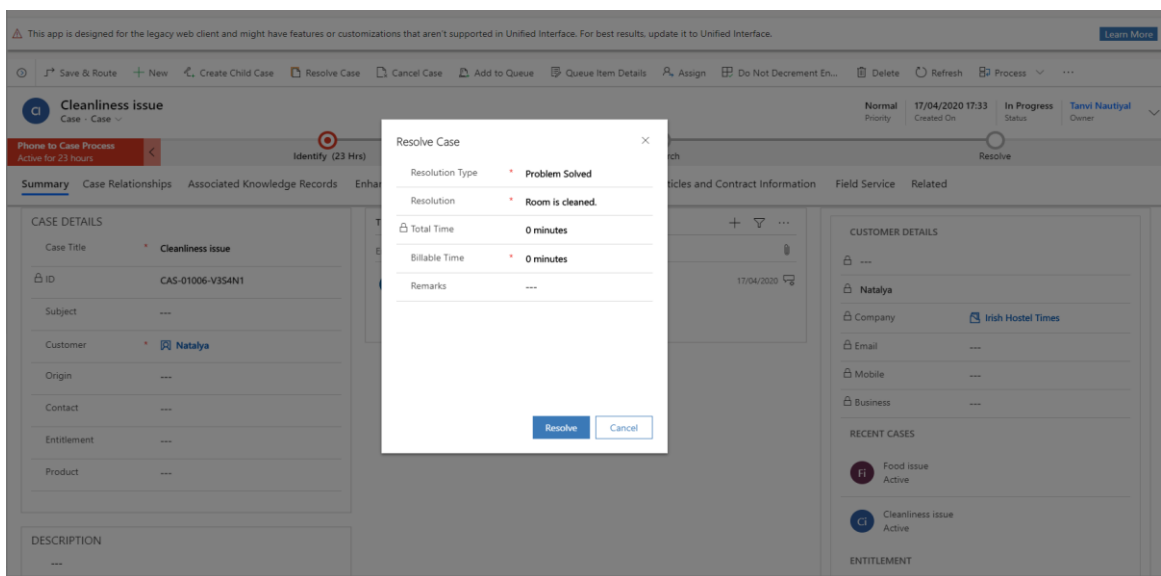 This app is designed for the legacy web client and might have features or customizations that aren't supported in Unified Interface. For best results, update it to Unified Interface. Learn More
Save & Route New Create Child Case Resolve Case Cancel Case Add to Queue Queue Item Details Assign Do Not Decrement En... Delete Refresh Process ...
CI Cleanliness issue
Case - Case
Normal 17/04/2020 17:33 In Progress Tanvi Nautiyal
Priority Created On Status Owner
Phone to Case Process
Active for 23 hours
Identify (23 Hrs) rch Resolve
Summary Case Relationships Associated Knowledge Records Enhar ticles and Contract Information Field Service Related
CASE DETAILS
Case Title * Cleanliness issue
ID CAS-01006-V3S4N1
Subject ---
Customer * Natalya
Origin ---
Contact ---
Entitlement ---
Product ---
DESCRIPTION
---
T
E
Resolve Case
Resolution Type * Problem Solved
Resolution * Room is cleaned.
Total Time 0 minutes
Billable Time * 0 minutes
Remarks ---
Resolve Cancel
...
17/04/2020
CUSTOMER DETAILS
---
Natalya
Company Irish Hostel Times
Email ---
Mobile ---
Business ---
RECENT CASES
Fi Food issue
Active
Ci Cleanliness issue
Active
ENTITLEMENT